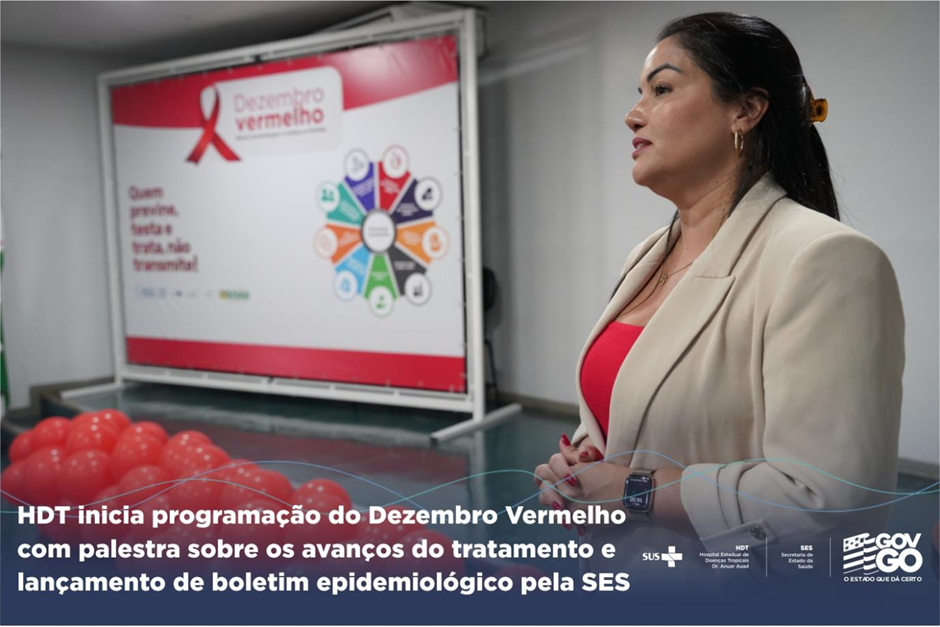 Dezembro
vermelho
Quem
previne,
testa e
trata, não
transmite!
HDT inicia programação do Dezembro Vermelho
com palestra sobre os avanços do tratamento e
lançamento de boletim epidemiológico pela SES
SUS
HDT
Hospital Estadual de
Doenças Tropicais
Dr. Anuar Auad
SES
Secretaria de
Estado da
Saúde
GOV
GO
O ESTADO QUE DÁ CERTO